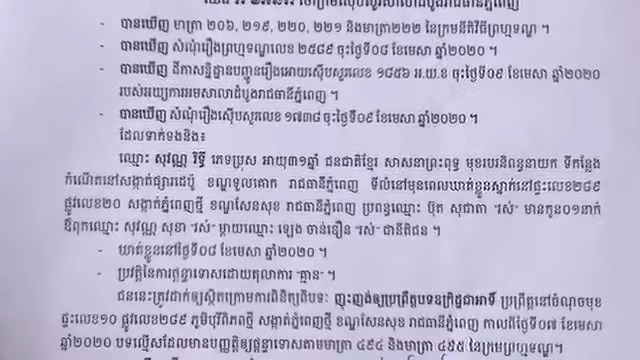 - បានឃើញ មាត្រា ២០៦, ២១៩, ២២០, ២២១ និងមាត្រា២២២ នៃក្រមនីតិវិធីព្រហ្មទណ្ឌ ។
- បានឃើញ សំណុំរឿងព្រហ្មទណ្ឌលេខ ២៥៨៩ ចុះថ្ងៃទី០៨ ខែមេសា ឆ្នាំ២០២០ ។
- បានឃើញ ដីកាសន្និដ្ឋានបញ្ជូនរឿងអោយស៊ើបសួរលេខ ១៨៥៦ អ.យ.ខ ចុះថ្ងៃទី០៩ ខែមេសា ឆ្នាំ២០២០
របស់អយ្យការអមសាលាដំបូងរាជធានីភ្នំពេញ ។
- បានឃើញ សំណុំរឿងស៊ើបសួរលេខ ១៧៣៨ ចុះថ្ងៃទី០៩ ខែមេសា ឆ្នាំ២០២០ ។
ដែលទាក់ទងនិង៖
ឈ្មោះ សុវណ្ណ រិទ្ធី ភេទប្រុស អាយុ៣១ឆ្នាំ ជនជាតិខ្មែរ សាសនាព្រះពុទ្ធ មុខរបរនិពន្ធនាយក ទីកន្លែង
កំណើតនៅសង្កាត់ផ្សារដេប៉ូ ខណ្ឌទួលគោក រាជធានីភ្នំពេញ ទីលំនៅមុនពេលឃាត់ខ្លួនស្នាក់នៅផ្ទះលេខ២៨៩
ផ្លូវលេខ២០ សង្កាត់ភ្នំពេញថ្មី ខណ្ឌសែនសុខ រាជធានីភ្នំពេញ ប្រពន្ធឈ្មោះ ប៊ុត សុជាតា "រស់" មានកូន០១នាក់
ឪពុកឈ្មោះ សុវណ្ណ សុខា "រស់" ម្តាយឈ្មោះ ឡេង ចាន់ឌឿន "រស់" ជានីតិជន ។
- ឃាត់ខ្លួននៅថ្ងៃទី០៨ ខែមេសា ឆ្នាំ២០២០ ។
- ប្រវត្តិនៃការផ្តន្ទាទោសដោយតុលាការ "គ្មាន" ។
ជននេះត្រូវដាក់ឲ្យស្ថិតក្រោមការពិនិត្យពីបទៈ ញុះញង់ឲ្យប្រព្រឹត្តបទឧក្រិដ្ឋជាអាទិ៍ ប្រព្រឹត្តនៅចំណុចមុខ
ផ្ទះលេខ១០ ផ្លូវលេខ២៨៩ ភូមិបុរីពិភពថ្មី សង្កាត់ភ្នំពេញថ្មី ខណ្ឌសែនសុខ រាជធានីភ្នំពេញ កាលពីថ្ងៃទី០៧ ខែមេសា
ឆ្នាំ២០២០ បទល្មើសដែលមានបញ្ញត្តិឲ្យផ្តន្ទាទោសតាមមាត្រា ៤៩៤ និងមាត្រា ៤៩៥ នៃក្រមព្រហ្មទណ្ឌ។